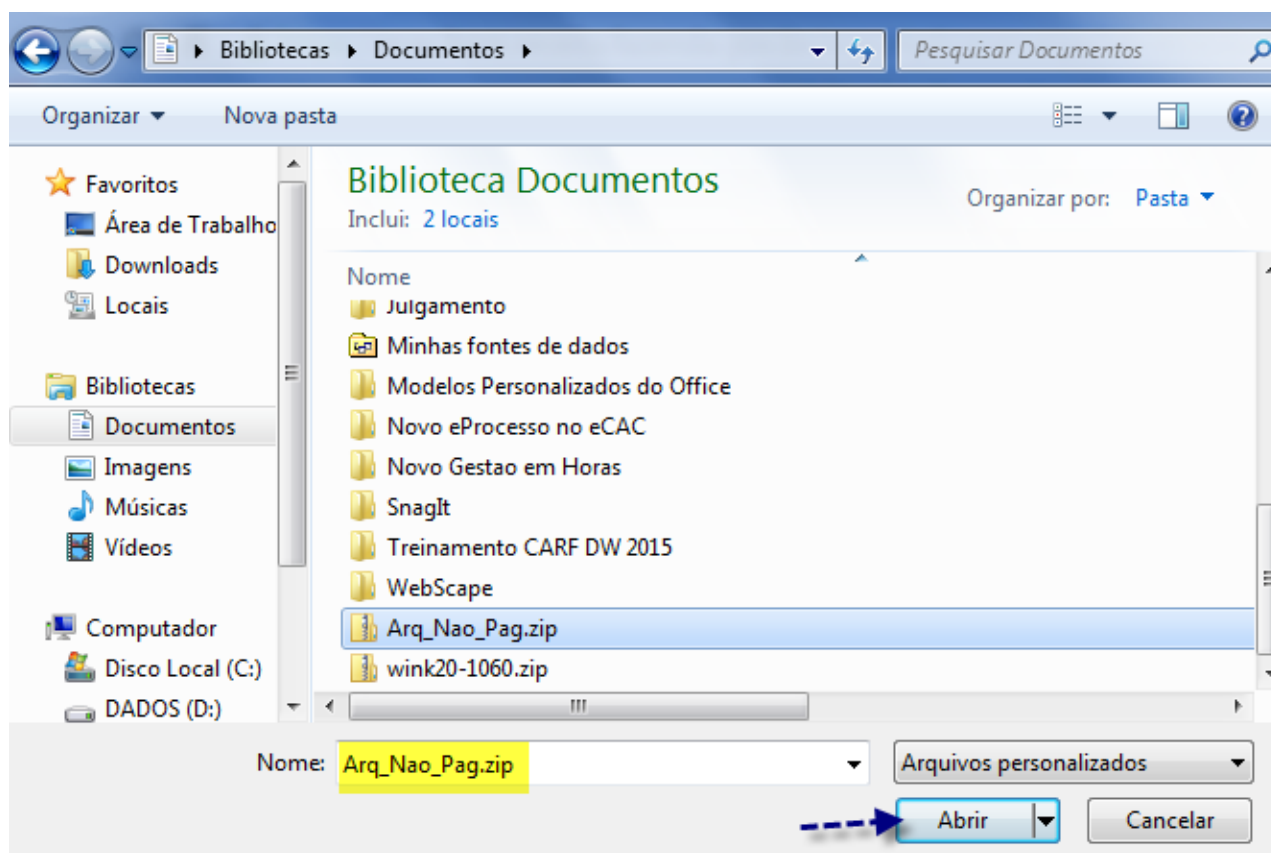 Bibliotecas Documentos
Pesquisar Documentos
Organizar Nova pasta
Favoritos
Área de Trabalho
Downloads
Locais
Bibliotecas
Documentos
Imagens
Músicas
Vídeos
Computador
Disco Local (C:)
DADOS (D:)
Biblioteca Documentos
Inclui: 2 locais
Organizar por: Pasta
Nome
Julgamento
Minhas fontes de dados
Modelos Personalizados do Office
Novo eProcesso no eCAC
Novo Gestao em Horas
SnagIt
Treinamento CARF DW 2015
WebScape
Arq_Nao_Pag.zip
wink20-1060.zip
Nome: Arq_Nao_Pag.zip
Arquivos personalizados
Abrir Cancelar